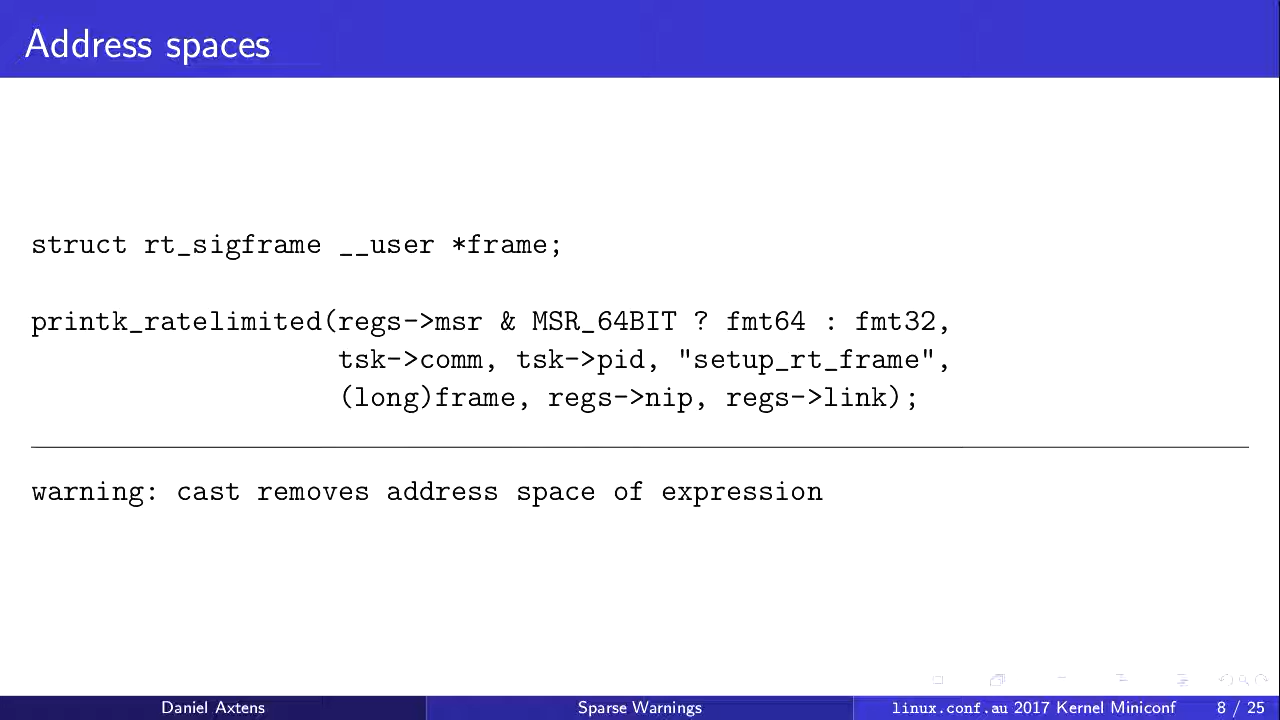 Address spaces
struct rt_sigframe __user *frame;
printk_ratelimited(regs->msr & MSR_64BIT ? fmt64 : fmt32,
tsk->comm, tsk->pid, "setup_rt_frame",
(long)frame, regs->nip, regs->link);
warning: cast removes address space of expression
Daniel Axtens
Sparse Warnings
linux.conf.au 2017 Kernel Miniconf
8 / 25